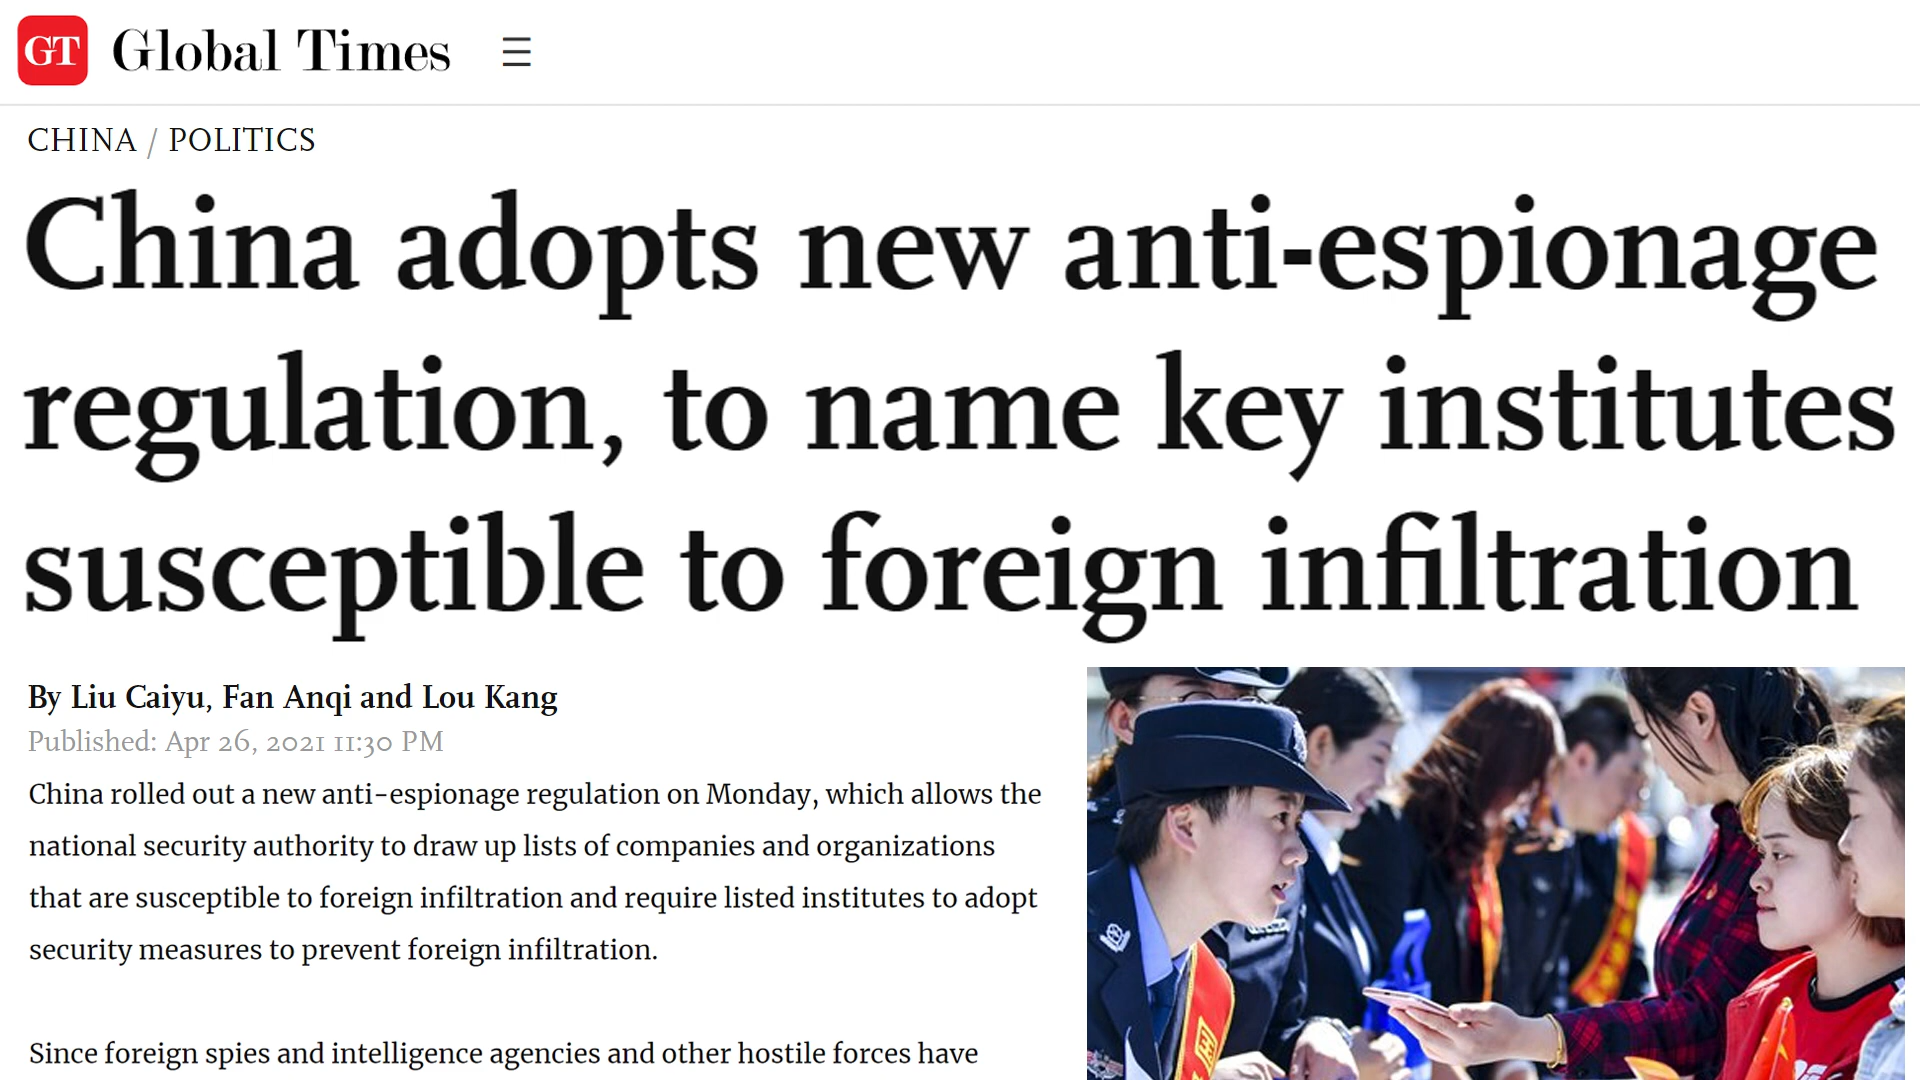 GT Global Times
CHINA / POLITICS
China adopts new anti-espionage
regulation, to name key institutes
susceptible to foreign infiltration
By Liu Caiyu, Fan Anqi and Lou Kang
Published: Apr 26, 2021 11:30 PM
China rolled out a new anti-espionage regulation on Monday, which allows the
national security authority to draw up lists of companies and organizations
that are susceptible to foreign infiltration and require listed institutes to adopt
security measures to prevent foreign infiltration.
Since foreign spies and intelligence agencies and other hostile forces have